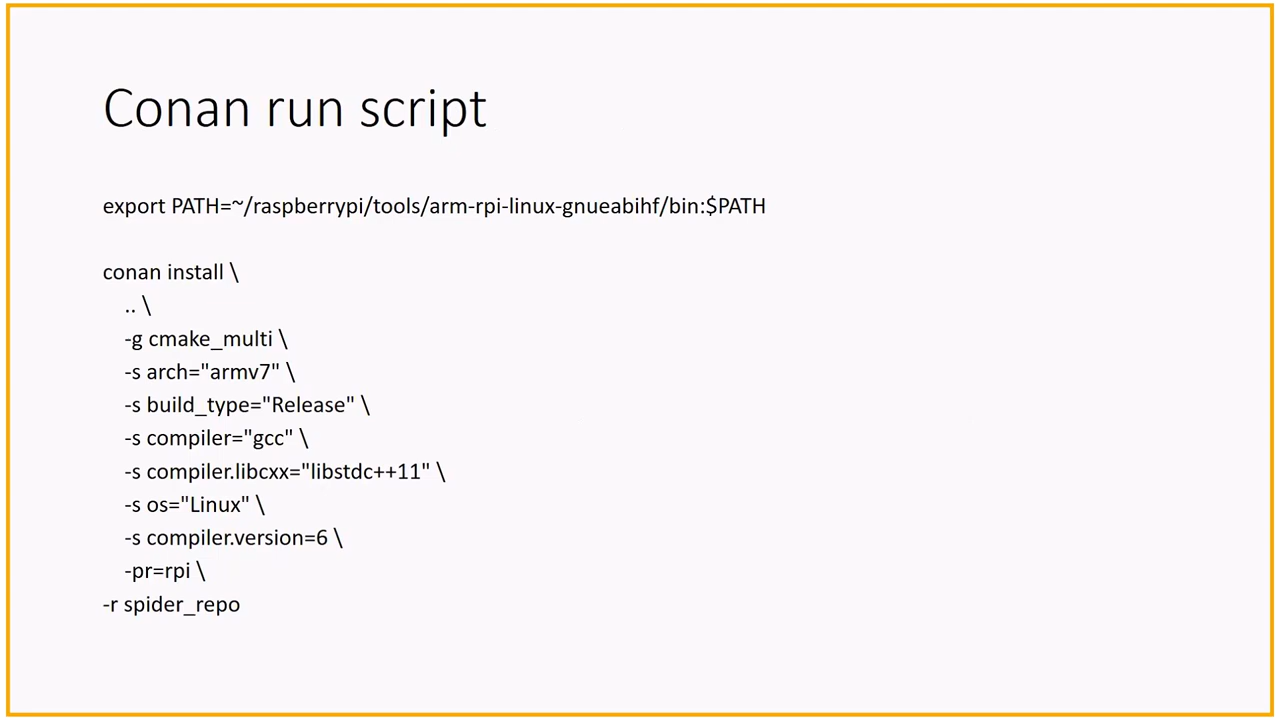 Conan run script
export PATH=~/raspberrypi/tools/arm-rpi-linux-gnueabihf/bin:$PATH
conan install \
.. \
-g cmake_multi \
-s arch="armv7" \
-s build_type="Release" \
-s compiler="gcc" \
-s compiler.libcxx="libstdc++11" \
-s os="Linux" \
-s compiler.version=6 \
-pr=rpi \
-r spider_repo